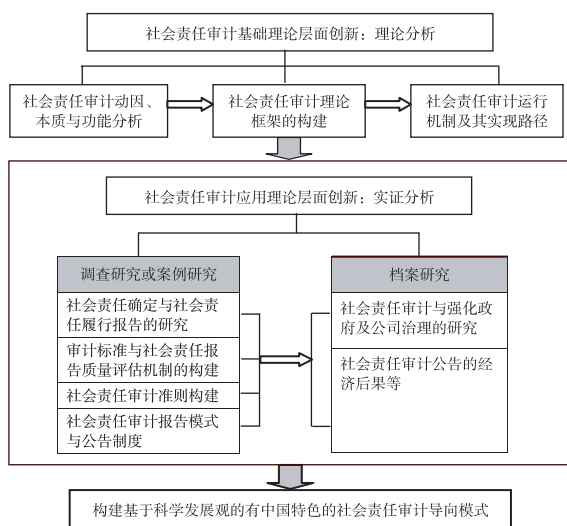 社会责任审计基础理论层面创新：理论分析
社会责任审计动因、
本质与功能分析
社会责任审计理论
框架的构建
社会责任审计运行
机制及其实现路径
社会责任审计应用理论层面创新：实证分析
调查研究或案例研究
社会责任确定与社会责
任履行报告的研究
审计标准与社会责任报
告质量评估机制的构建
社会责任审计准则构建
社会责任审计报告模式
与公告制度
档案研究
社会责任审计与强化政
府及公司治理的研究
社会责任审计公告的经
济后果等
构建基于科学发展观的有中国特色的社会责任审计导向模式